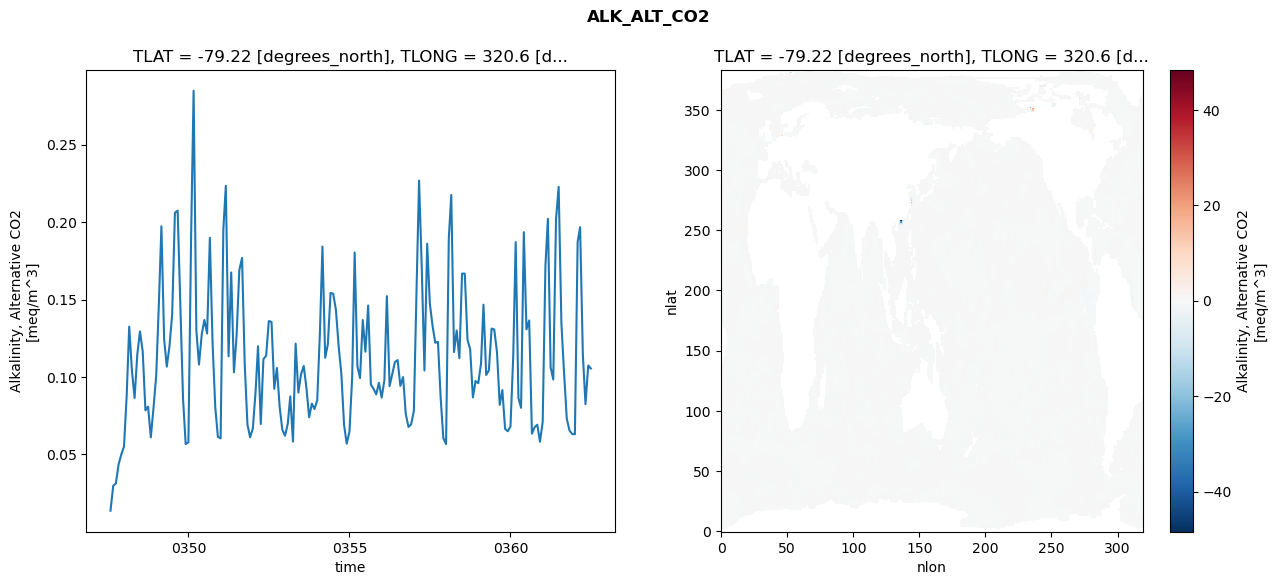 ALK_ALT_CO2
TLAT = -79.22 [degrees_north], TLONG = 320.6 [d...
0.25
0.20
0.15
0.10
0.05
Alkalinity, Alternative CO2
[meq/m^3]
0350
0355
0360
time
TLAT = -79.22 [degrees_north], TLONG = 320.6 [d...
350
300
250
200
150
100
50
0
nlat
0
50
100
150
200
250
300
nlon
40
20
0
−20
−40
Alkalinity, Alternative CO2
[meq/m^3]